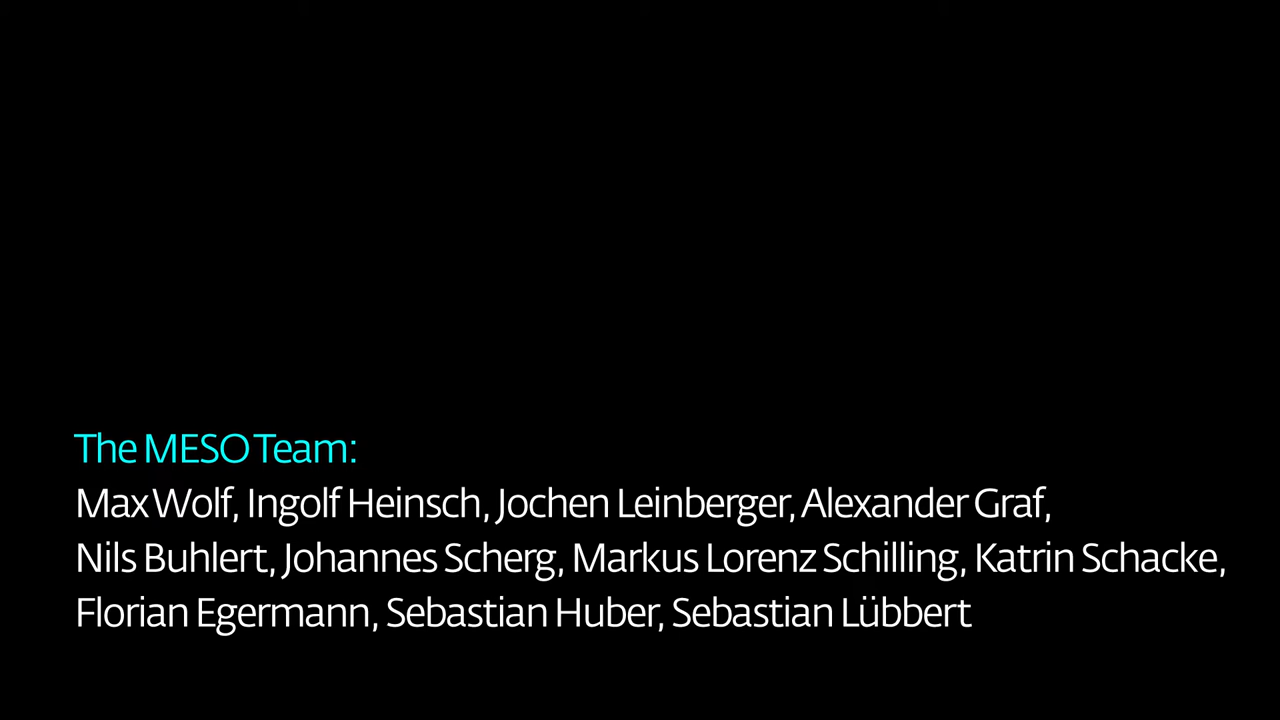 The MESO Team:
Max Wolf, Ingolf Heinsch, Jochen Leinberger, Alexander Graf,
Nils Buhlert, Johannes Scherg, Markus Lorenz Schilling, Katrin Schacke,
Florian Egermann, Sebastian Huber, Sebastian Lübbert